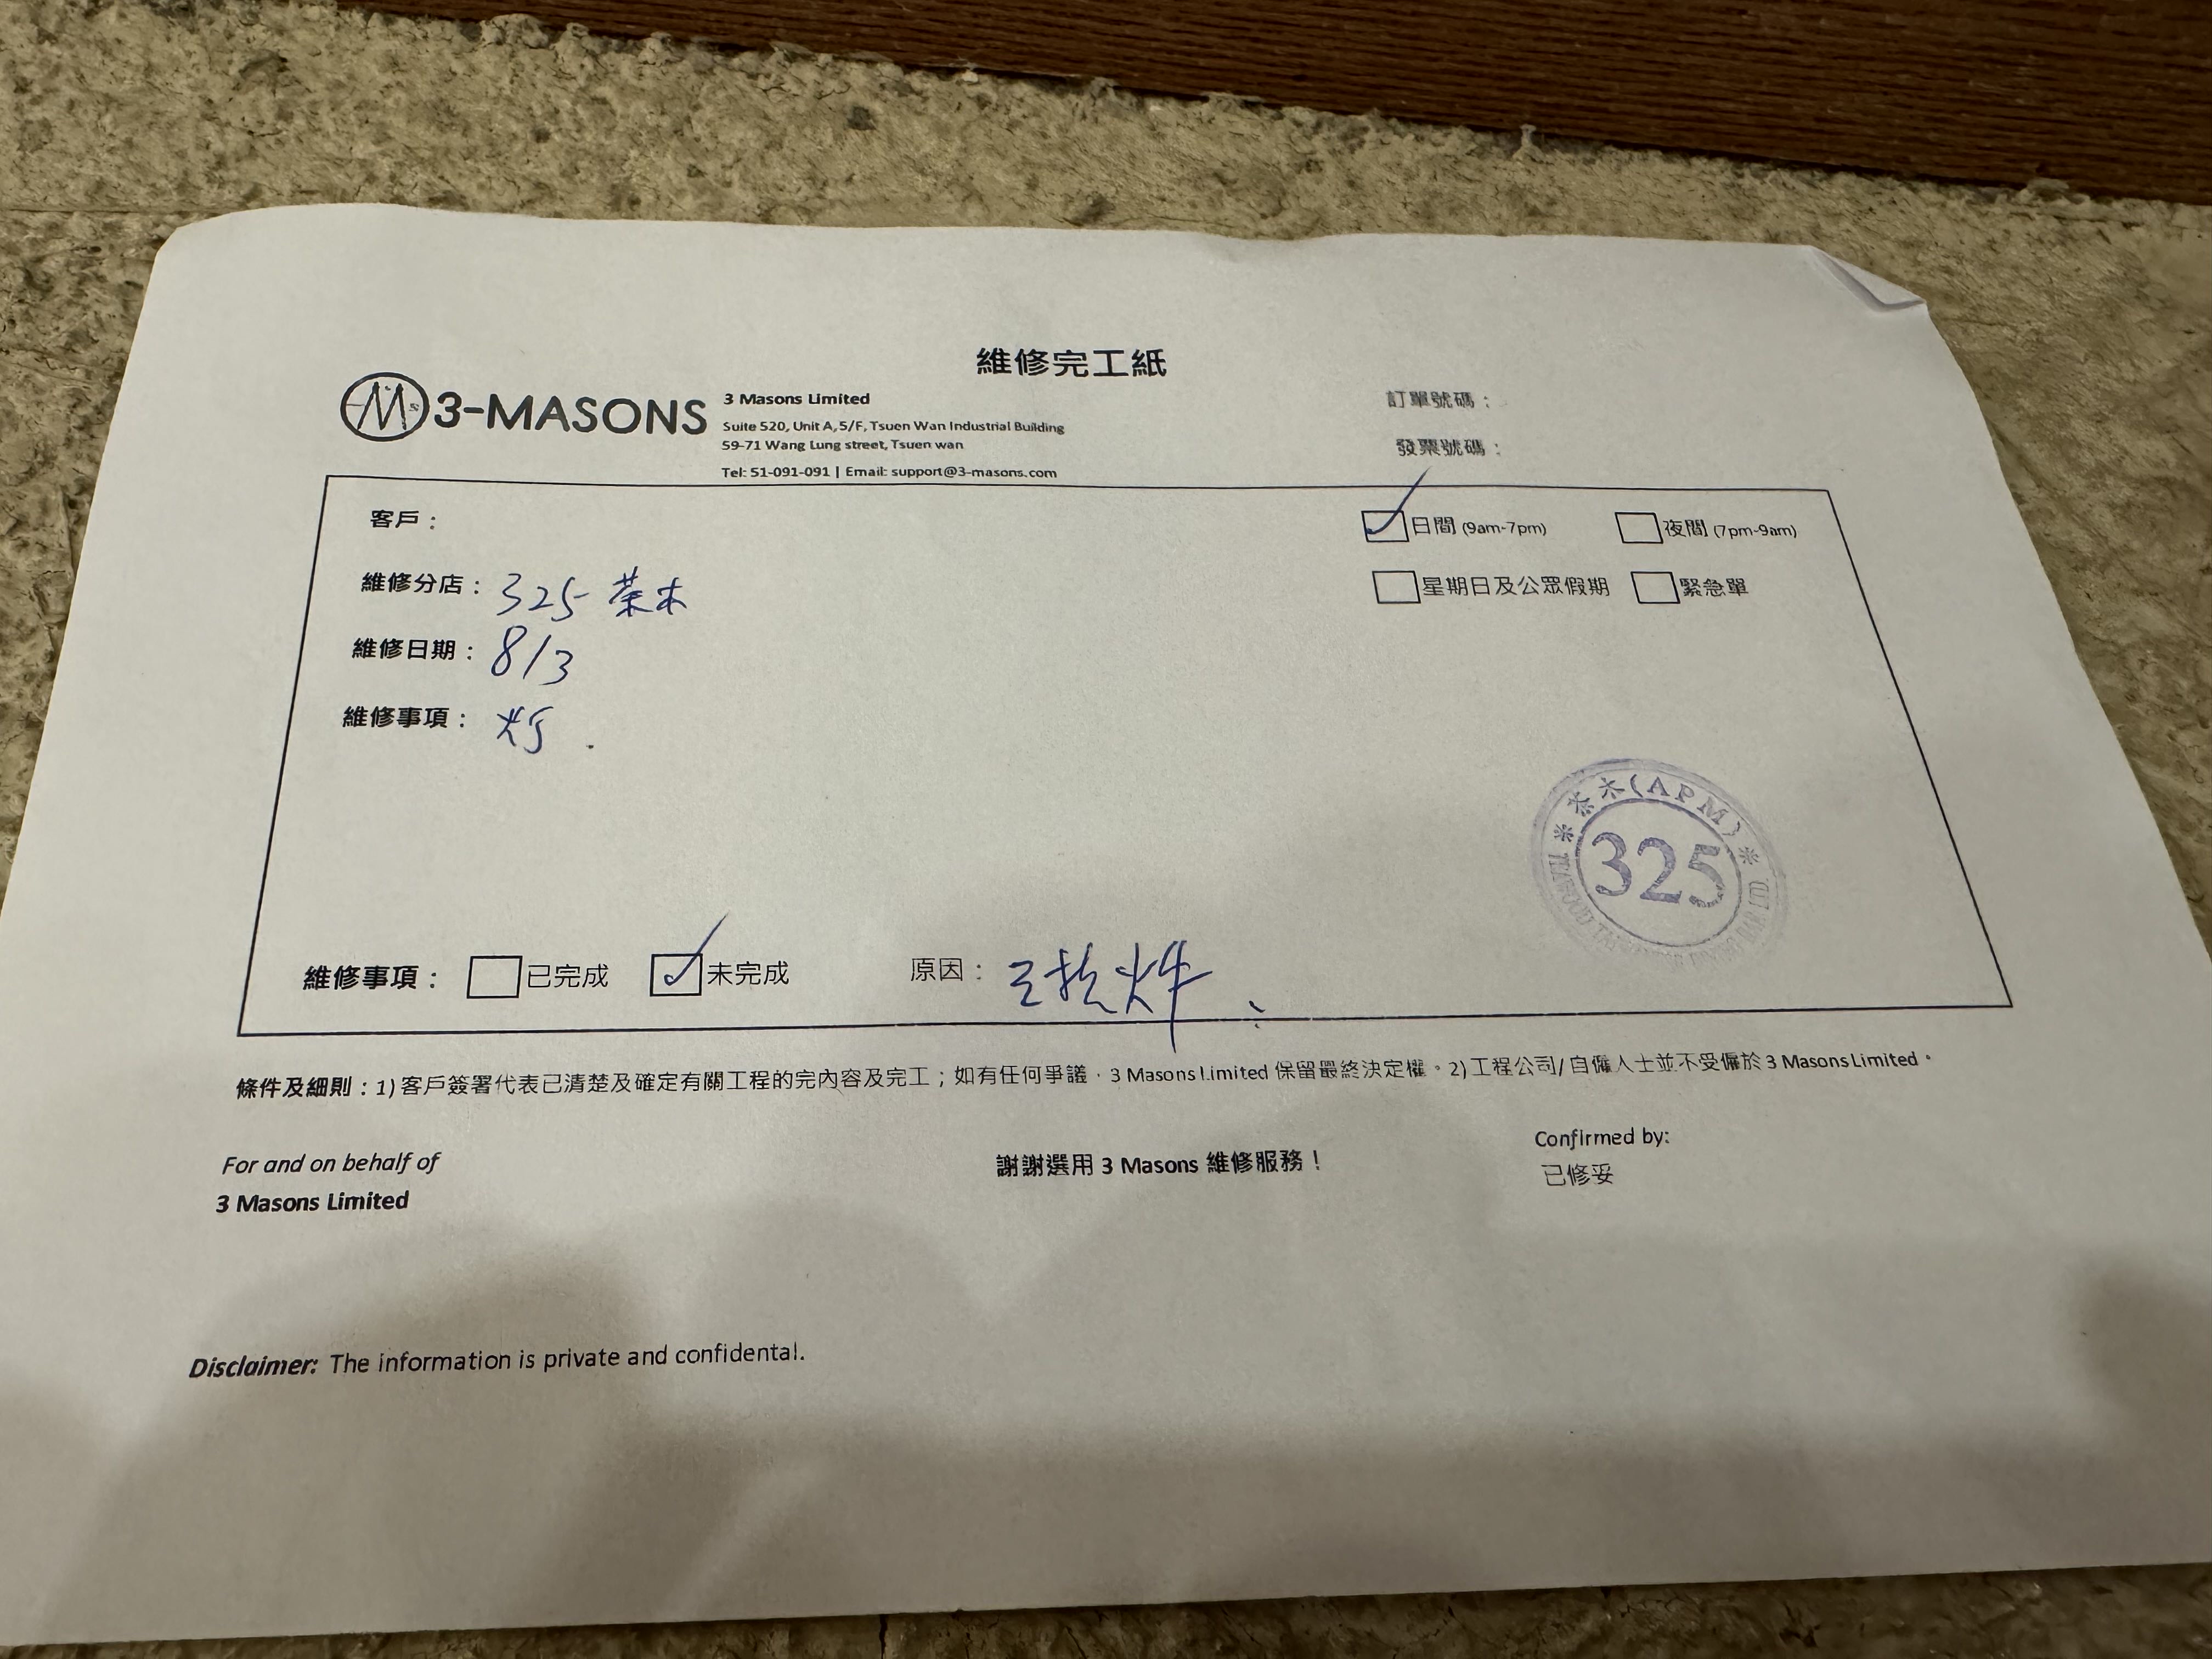 維修完工紙
3-MASONS
3 Masons Limited
Suite 520, Unit A, 5/F, Tsuen Wan Industrial Building
59-71 Wang Lung street, Tsuen wan
Tel: 51-091-091 | Email: support@3-masons.com
訂單號碼：
發票號碼：
客戶：
維修分店：325 茶木
維修日期：8/3
維修事項：
日間 (9am-7pm) 夜間 (7pm-9am)
星期日及公眾假期 緊急單
茶木(APM)
325
維修事項： 已完成 未完成 原因：
條件及細則：1) 客戶簽署代表已清楚及確定有關工程的完內容及完工；如有任何爭議，3 Masons Limited 保留最終決定權。2) 工程公司/ 自僱人士並不受僱於 3 Masons Limited。
For and on behalf of
3 Masons Limited
謝謝選用 3 Masons 維修服務！
Confirmed by:
已修妥
Disclaimer: The information is private and confidental.